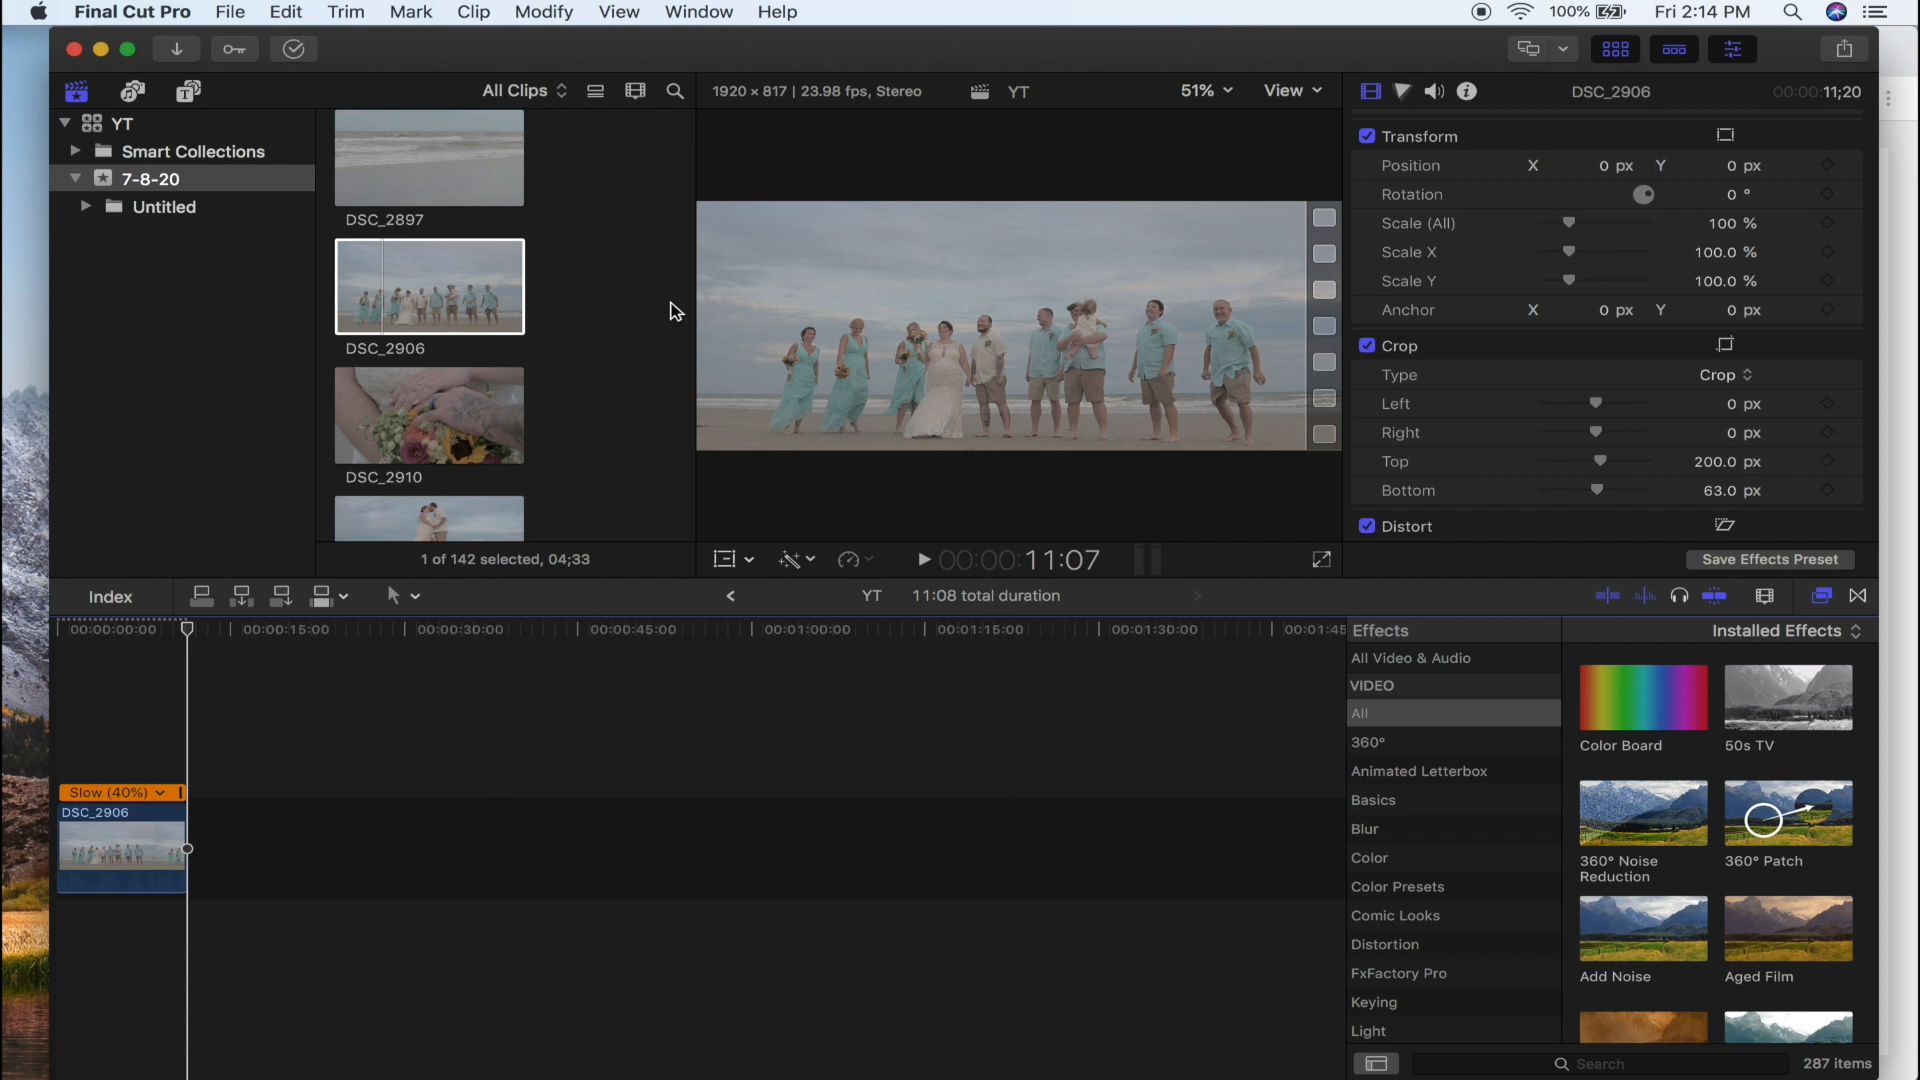 Final Cut Pro File Edit Trim Mark Clip Modify View Window Help 100% Fri 2:14 PM
All Clips 1920 × 817 | 23.98 fps, Stereo YT 51% View DSC_2906 00:00:11;20
YT
Smart Collections
7-8-20
Untitled
DSC_2897
DSC_2906
DSC_2910
1 of 142 selected, 04;33
00:00:11:07
Transform
Position X 0 px Y 0 px
Rotation 0 °
Scale (All) 100 %
Scale X 100.0 %
Scale Y 100.0 %
Anchor X 0 px Y 0 px
Crop
Type Crop
Left 0 px
Right 0 px
Top 200.0 px
Bottom 63.0 px
Distort
Save Effects Preset
Index YT 11:08 total duration
00:00:00:00 00:00:15:00 00:00:30:00 00:00:45:00 00:01:00:00 00:01:15:00 00:01:30:00 00:01:45
Slow (40%)
DSC_2906
Effects Installed Effects
All Video & Audio
VIDEO
All
360°
Animated Letterbox
Basics
Blur
Color
Color Presets
Comic Looks
Distortion
FxFactory Pro
Keying
Light
Color Board 50s TV
360° Noise
Reduction
360° Patch
Add Noise Aged Film
Search 287 items